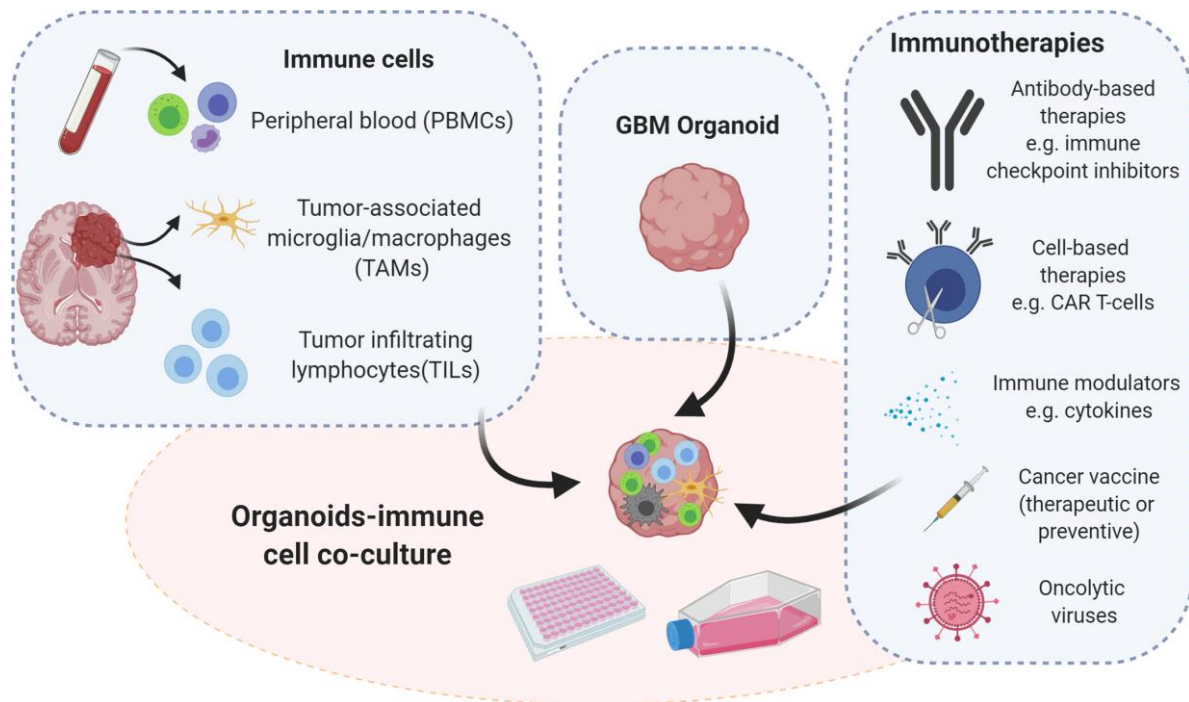 Immune cells
Peripheral blood (PBMCs)
Tumor-associated
microglia/macrophages
(TAMs)
Tumor infiltrating
lymphocytes(TILs)
GBM Organoid
Immunotherapies
Antibody-based
therapies
e.g. immune
checkpoint inhibitors
Cell-based
therapies
e.g. CAR T-cells
Immune modulators
e.g. cytokines
Cancer vaccine
(therapeutic or
preventive)
Oncolytic
viruses
Organoids-immune
cell co-culture